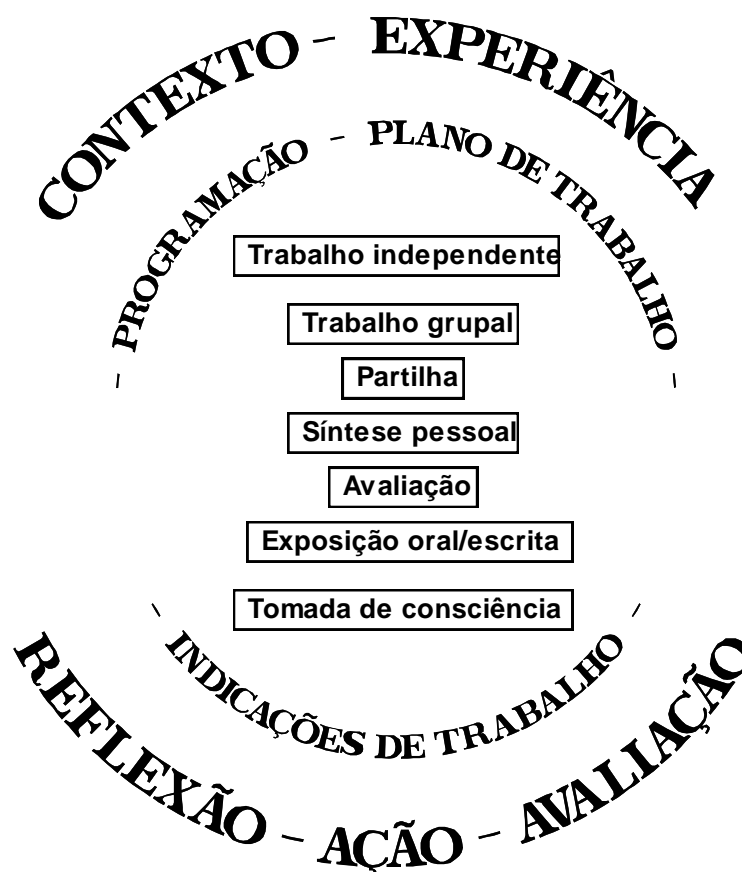 CONTEXTO – EXPERIÊNCIA
– PROGRAMAÇÃO – PLANO DE TRABALHO –
Trabalho independente
Trabalho grupal
Partilha
Síntese pessoal
Avaliação
Exposição oral/escrita
Tomada de consciência
– INDICAÇÕES DE TRABALHO –
REFLEXÃO – AÇÃO – AVALIAÇÃO